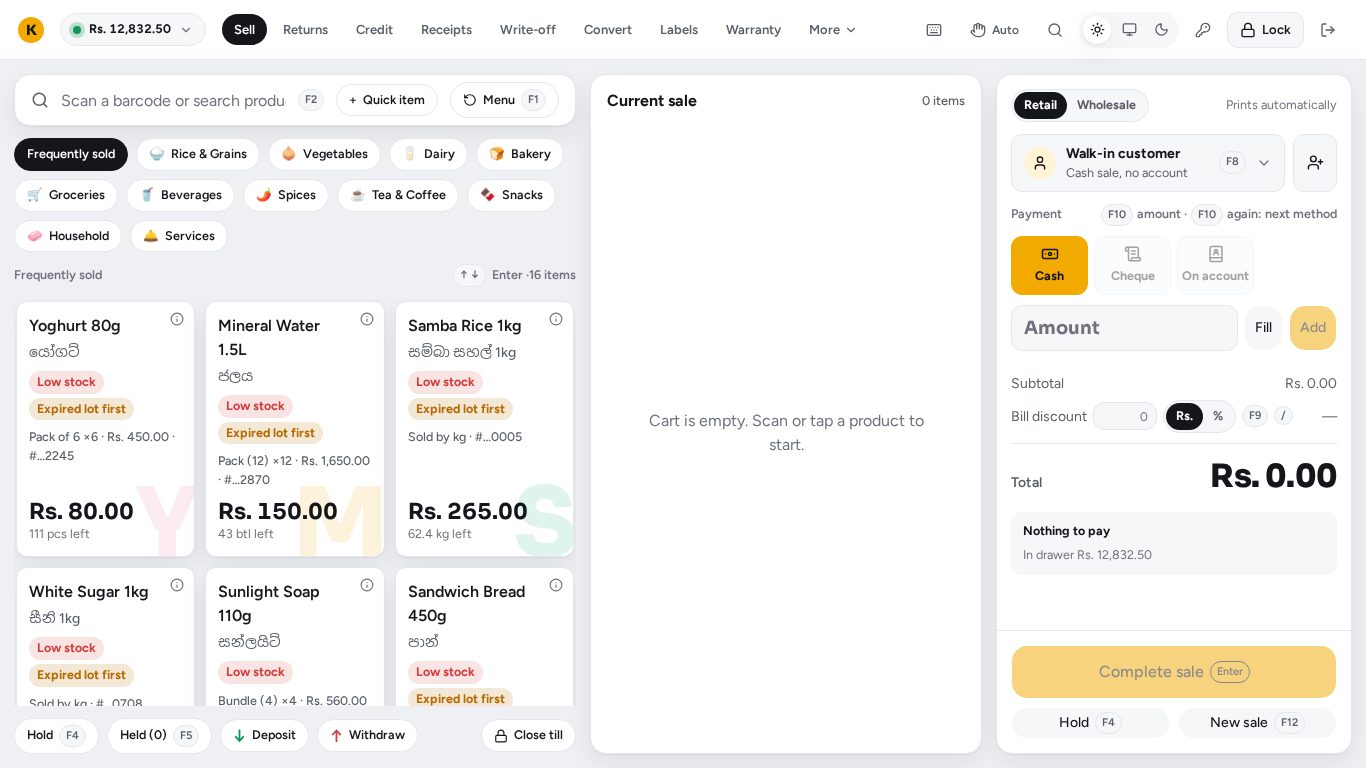 K
Rs. 12,832.50
Sell
Returns
Credit
Receipts
Write-off
Convert
Labels
Warranty
More
Auto
Lock
Scan a barcode or search produ
F2
+ Quick item
Menu F1
Frequently sold
Rice & Grains
Vegetables
Dairy
Bakery
Groceries
Beverages
Spices
Tea & Coffee
Snacks
Household
Services
Frequently sold
↑↓ Enter ·16 items
Yoghurt 80g
යෝගට්
Low stock
Expired lot first
Pack of 6 ×6 · Rs. 450.00 ·
#…2245
Rs. 80.00
111 pcs left
Y
Mineral Water
1.5L
ජලය
Low stock
Expired lot first
Pack (12) ×12 · Rs. 1,650.00
· #…2870
Rs. 150.00
43 btl left
M
Samba Rice 1kg
සම්බා සහල් 1kg
Low stock
Expired lot first
Sold by kg · #…0005
Rs. 265.00
62.4 kg left
S
White Sugar 1kg
සීනි 1kg
Low stock
Expired lot first
Sold by kg · #…0708
Sunlight Soap
110g
සන්ලයිට්
Low stock
Bundle (4) ×4 · Rs. 560.00
Sandwich Bread
450g
පාන්
Low stock
Expired lot first
Hold F4
Held (0) F5
Deposit
Withdraw
Close till
Current sale
0 items
Cart is empty. Scan or tap a product to
start.
Retail
Wholesale
Prints automatically
Walk-in customer
Cash sale, no account
F8
Payment
F10 amount · F10 again: next method
Cash
Cheque
On account
Amount
Fill
Add
Subtotal
Rs. 0.00
Bill discount
0
Rs.
%
F9
/
—
Total
Rs. 0.00
Nothing to pay
In drawer Rs. 12,832.50
Complete sale Enter
Hold F4
New sale F12